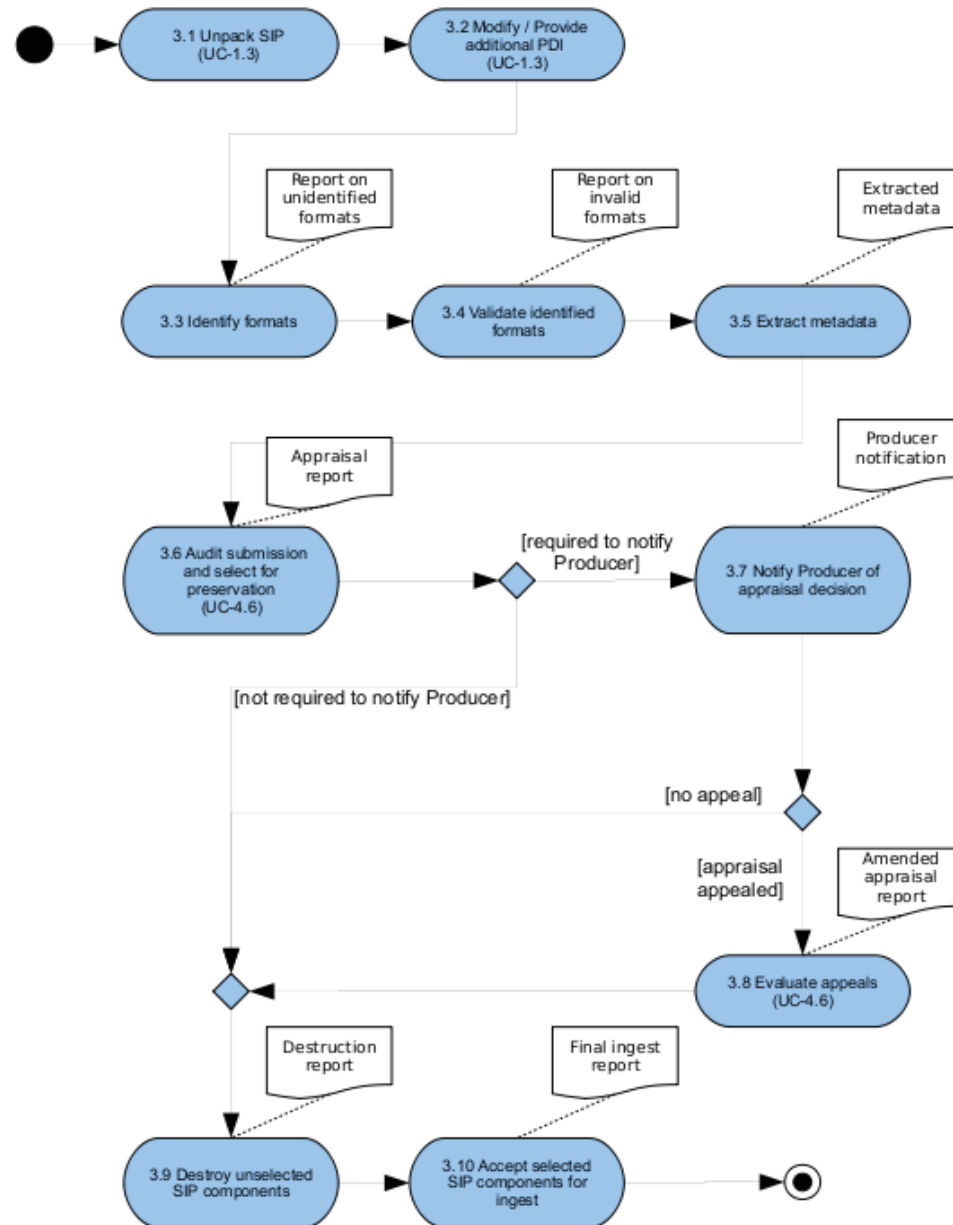 3.1 Unpack SIP
(UC-1.3)
3.2 Modify / Provide
additional PDI
(UC-1.3)
Report on
unidentified
formats
Report on
invalid
formats
Extracted
metadata
3.3 Identify formats
3.4 Validate identified
formats
3.5 Extract metadata
Appraisal
report
Producer
notification
3.6 Audit submission
and select for
preservation
(UC-4.6)
[required to notify
Producer]
3.7 Notify Producer of
appraisal decision
[not required to notify Producer]
[no appeal]
[appraisal
appealed]
Amended
appraisal
report
3.8 Evaluate appeals
(UC-4.6)
Destruction
report
Final ingest
report
3.9 Destroy unselected
SIP components
3.10 Accept selected
SIP components for
ingest